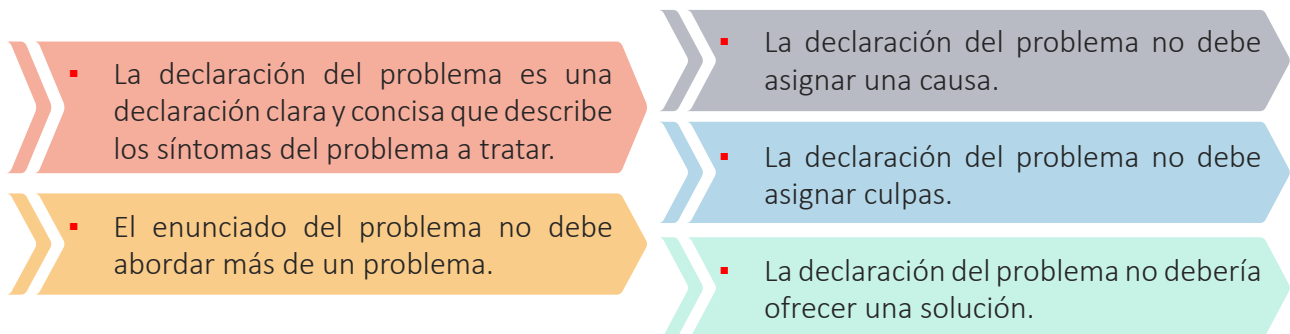 ▪ La declaración del problema es una
declaración clara y concisa que describe
los síntomas del problema a tratar.
▪ El enunciado del problema no debe
abordar más de un problema.
▪ La declaración del problema no debe
asignar una causa.
▪ La declaración del problema no debe
asignar culpas.
▪ La declaración del problema no debería
ofrecer una solución.